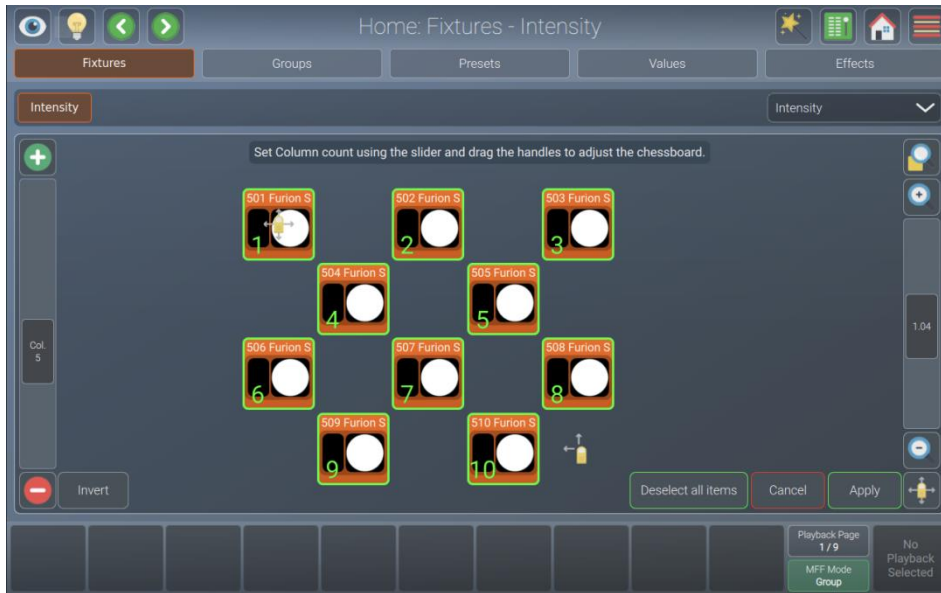 Home: Fixtures - Intensity
Fixtures
Groups
Presets
Values
Effects
Intensity
Intensity
Set Column count using the slider and drag the handles to adjust the chessboard.
501 Furion S
1
502 Furion S
2
503 Furion S
3
504 Furion S
4
505 Furion S
5
Col.
5
1.04
506 Furion S
6
507 Furion S
7
508 Furion S
8
509 Furion S
9
510 Furion S
10
Invert
Deselect all items
Cancel
Apply
Playback Page
1/9
MFF Mode
Group
No
Playback
Selected